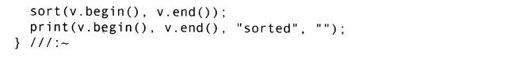 sort(v.begin(), v.end());
print(v.begin(), v.end(), "sorted", "");
} ///:~